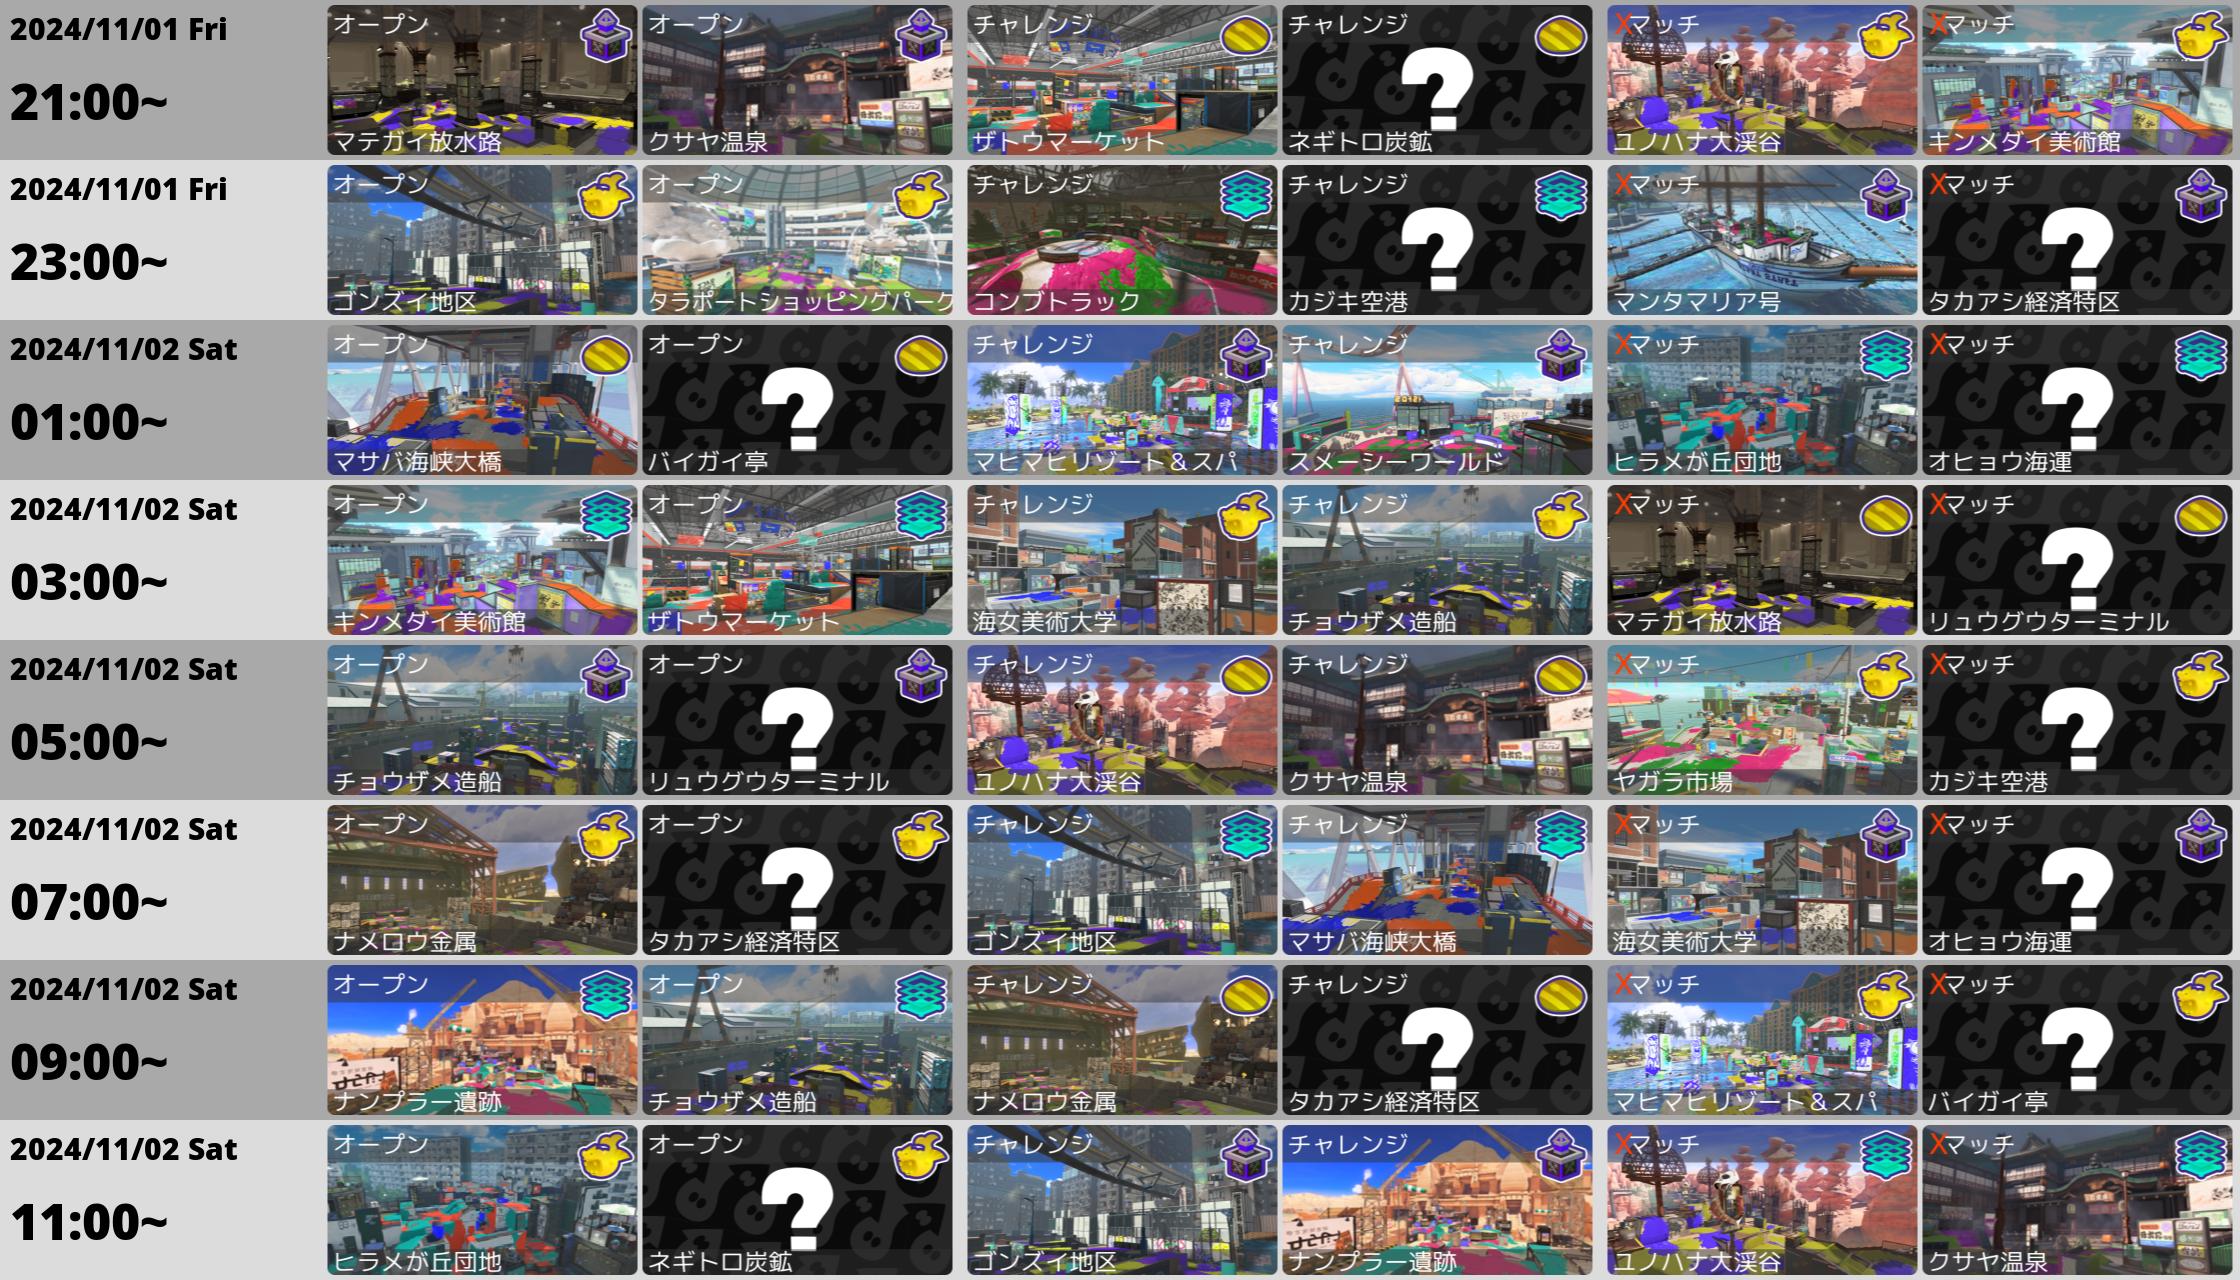 2024/11/01 Fri
21:00~
オープン
マテガイ放水路
オープン
クサヤ温泉
チャレンジ
ザトウマーケット
チャレンジ
?
ネギトロ炭鉱
Xマッチ
ユノハナ大渓谷
Xマッチ
キンメダイ美術館
2024/11/01 Fri
23:00~
オープン
ゴンズイ地区
オープン
タラポートショッピングパーク
チャレンジ
コンブトラック
チャレンジ
?
カジキ空港
Xマッチ
マンタマリア号
Xマッチ
?
タカアシ経済特区
2024/11/02 Sat
01:00~
オープン
マサバ海峡大橋
オープン
?
バイガイ亭
チャレンジ
マヒマヒリゾート&スパ
チャレンジ
スメーシーワールド
Xマッチ
ヒラメが丘団地
Xマッチ
?
オヒョウ海運
2024/11/02 Sat
03:00~
オープン
キンメダイ美術館
オープン
ザトウマーケット
チャレンジ
海女美術大学
チャレンジ
チョウザメ造船
Xマッチ
マテガイ放水路
Xマッチ
?
リュウグウターミナル
2024/11/02 Sat
05:00~
オープン
チョウザメ造船
オープン
?
リュウグウターミナル
チャレンジ
ユノハナ大渓谷
チャレンジ
クサヤ温泉
Xマッチ
ヤガラ市場
Xマッチ
?
カジキ空港
2024/11/02 Sat
07:00~
オープン
ナメロウ金属
オープン
?
タカアシ経済特区
チャレンジ
ゴンズイ地区
チャレンジ
マサバ海峡大橋
Xマッチ
海女美術大学
Xマッチ
?
オヒョウ海運
2024/11/02 Sat
09:00~
オープン
ナンプラー遺跡
オープン
チョウザメ造船
チャレンジ
ナメロウ金属
チャレンジ
?
タカアシ経済特区
Xマッチ
マヒマヒリゾート&スパ
Xマッチ
?
バイガイ亭
2024/11/02 Sat
11:00~
オープン
ヒラメが丘団地
オープン
?
ネギトロ炭鉱
チャレンジ
ゴンズイ地区
チャレンジ
ナンプラー遺跡
Xマッチ
ユノハナ大渓谷
Xマッチ
クサヤ温泉